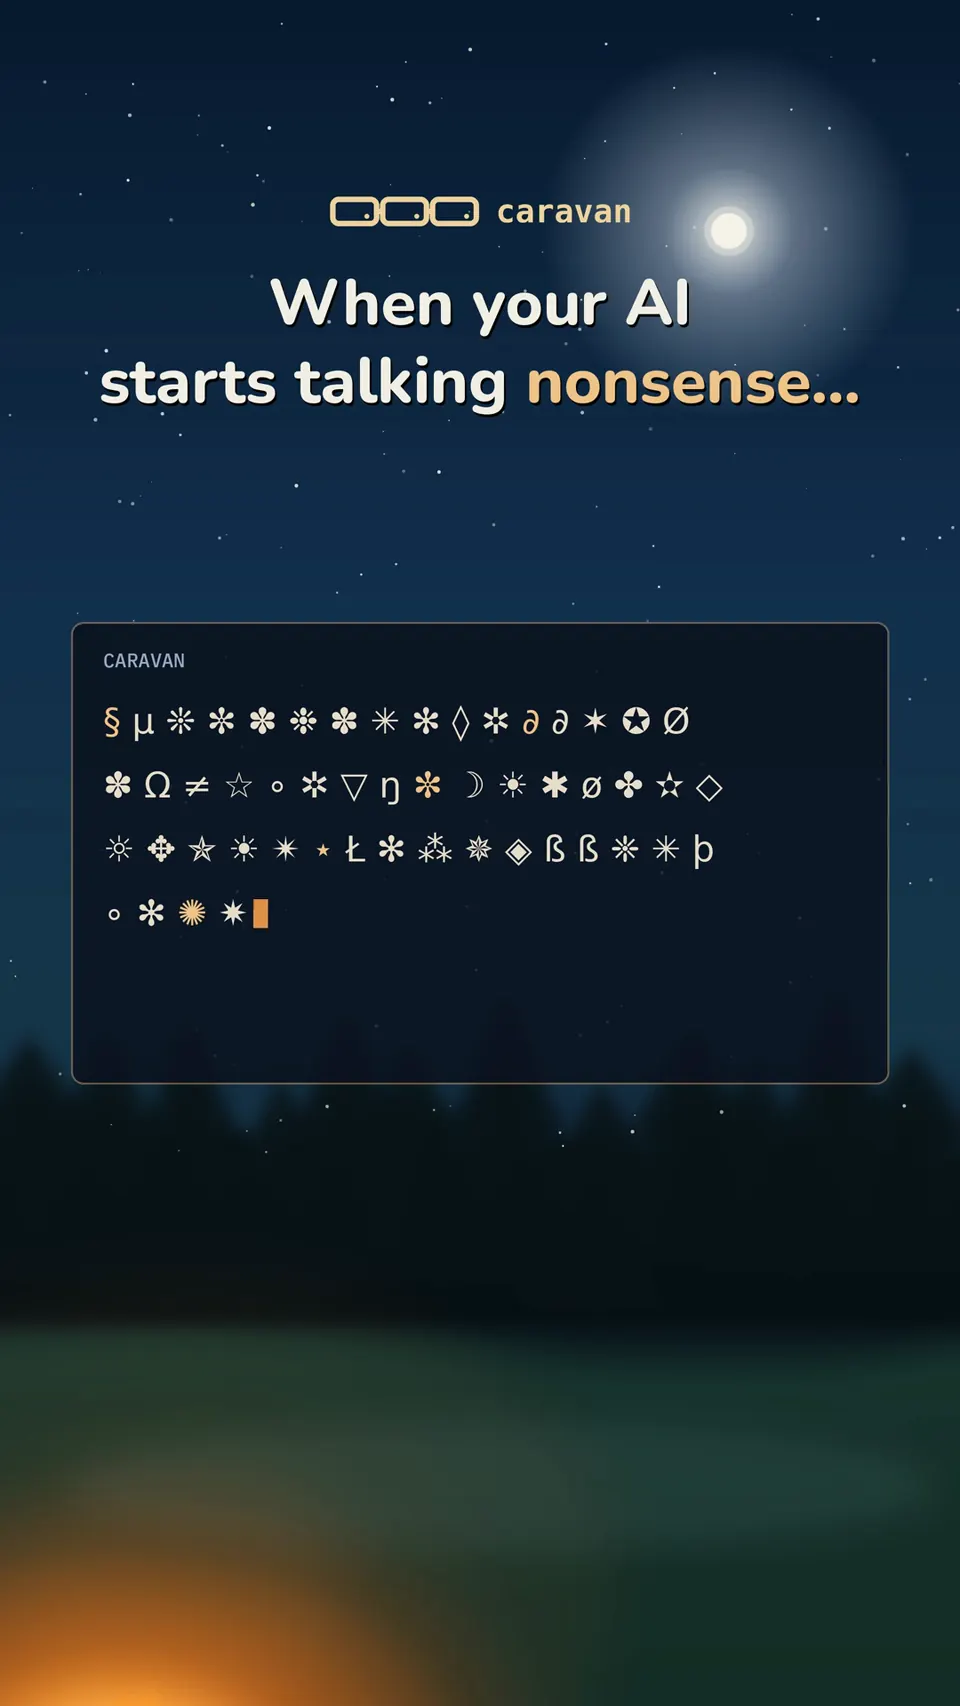 caravan
When your AI
starts talking nonsense...
CARAVAN
§ µ ❊ ✼ ✽ ❉ ✽ ✳ ✻ ◊ ✲ ∂ ∂ ✶ ✪ Ø
✽ Ω ≠ ☆ ∘ ✲ ▽ ŋ ✼ ☽ ☀ ✱ ø ✤ ✫ ◇
☼ ✥ ✯ ☀ ✴ ⋆ Ł ✻ ⁂ ✵ ◈ ß ß ❈ ✳ þ
∘ ✻ ✺ ✷